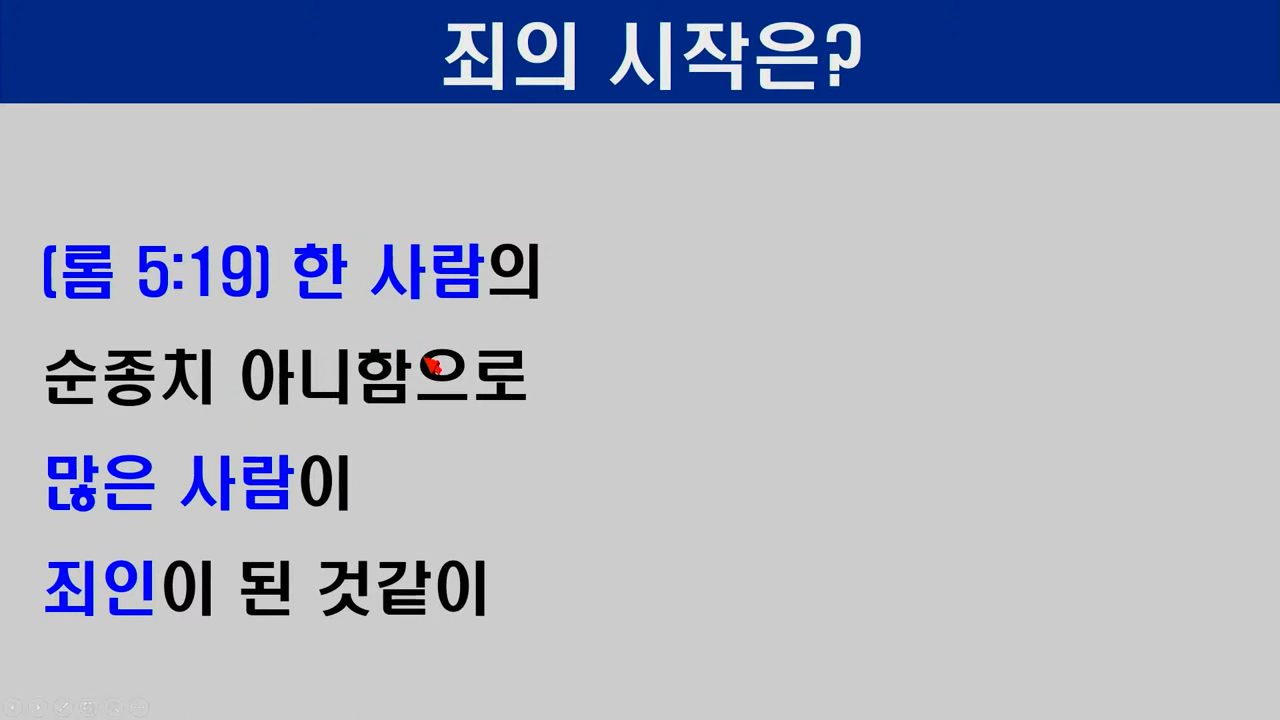 죄의 시작은?
(롬 5:19) 한 사람의
순종치 아니함으로
많은 사람이
죄인이 된 것같이